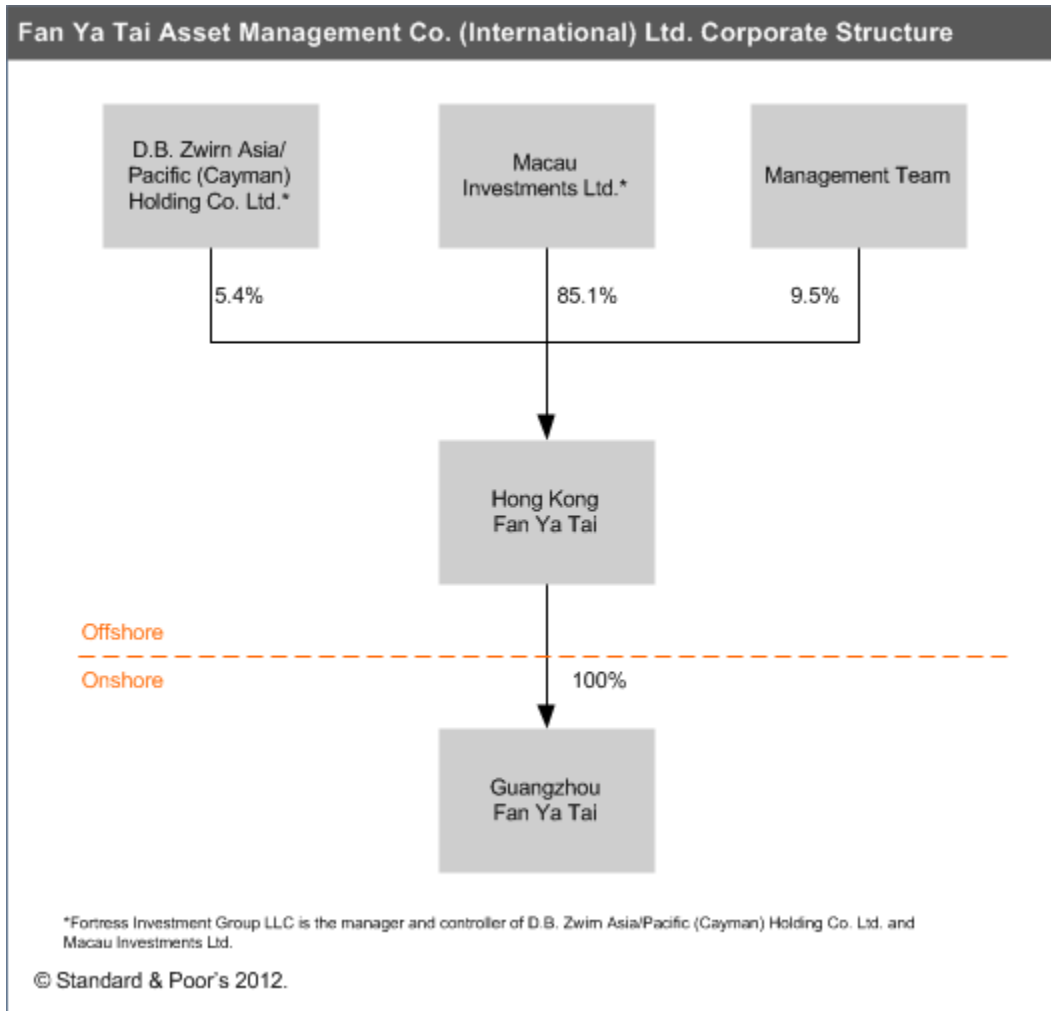 Fan Ya Tai Asset Management Co. (International) Ltd. Corporate Structure
D.B. Zwirn Asia/
Pacific (Cayman)
Holding Co. Ltd.*
Macau
Investments Ltd.*
Management Team
5.4%
85.1%
9.5%
Hong Kong
Fan Ya Tai
Offshore
Onshore
100%
Guangzhou
Fan Ya Tai
*Fortress Investment Group LLC is the manager and controller of D.B. Zwirn Asia/Pacific (Cayman) Holding Co. Ltd. and
Macau Investments Ltd.
© Standard & Poor's 2012.